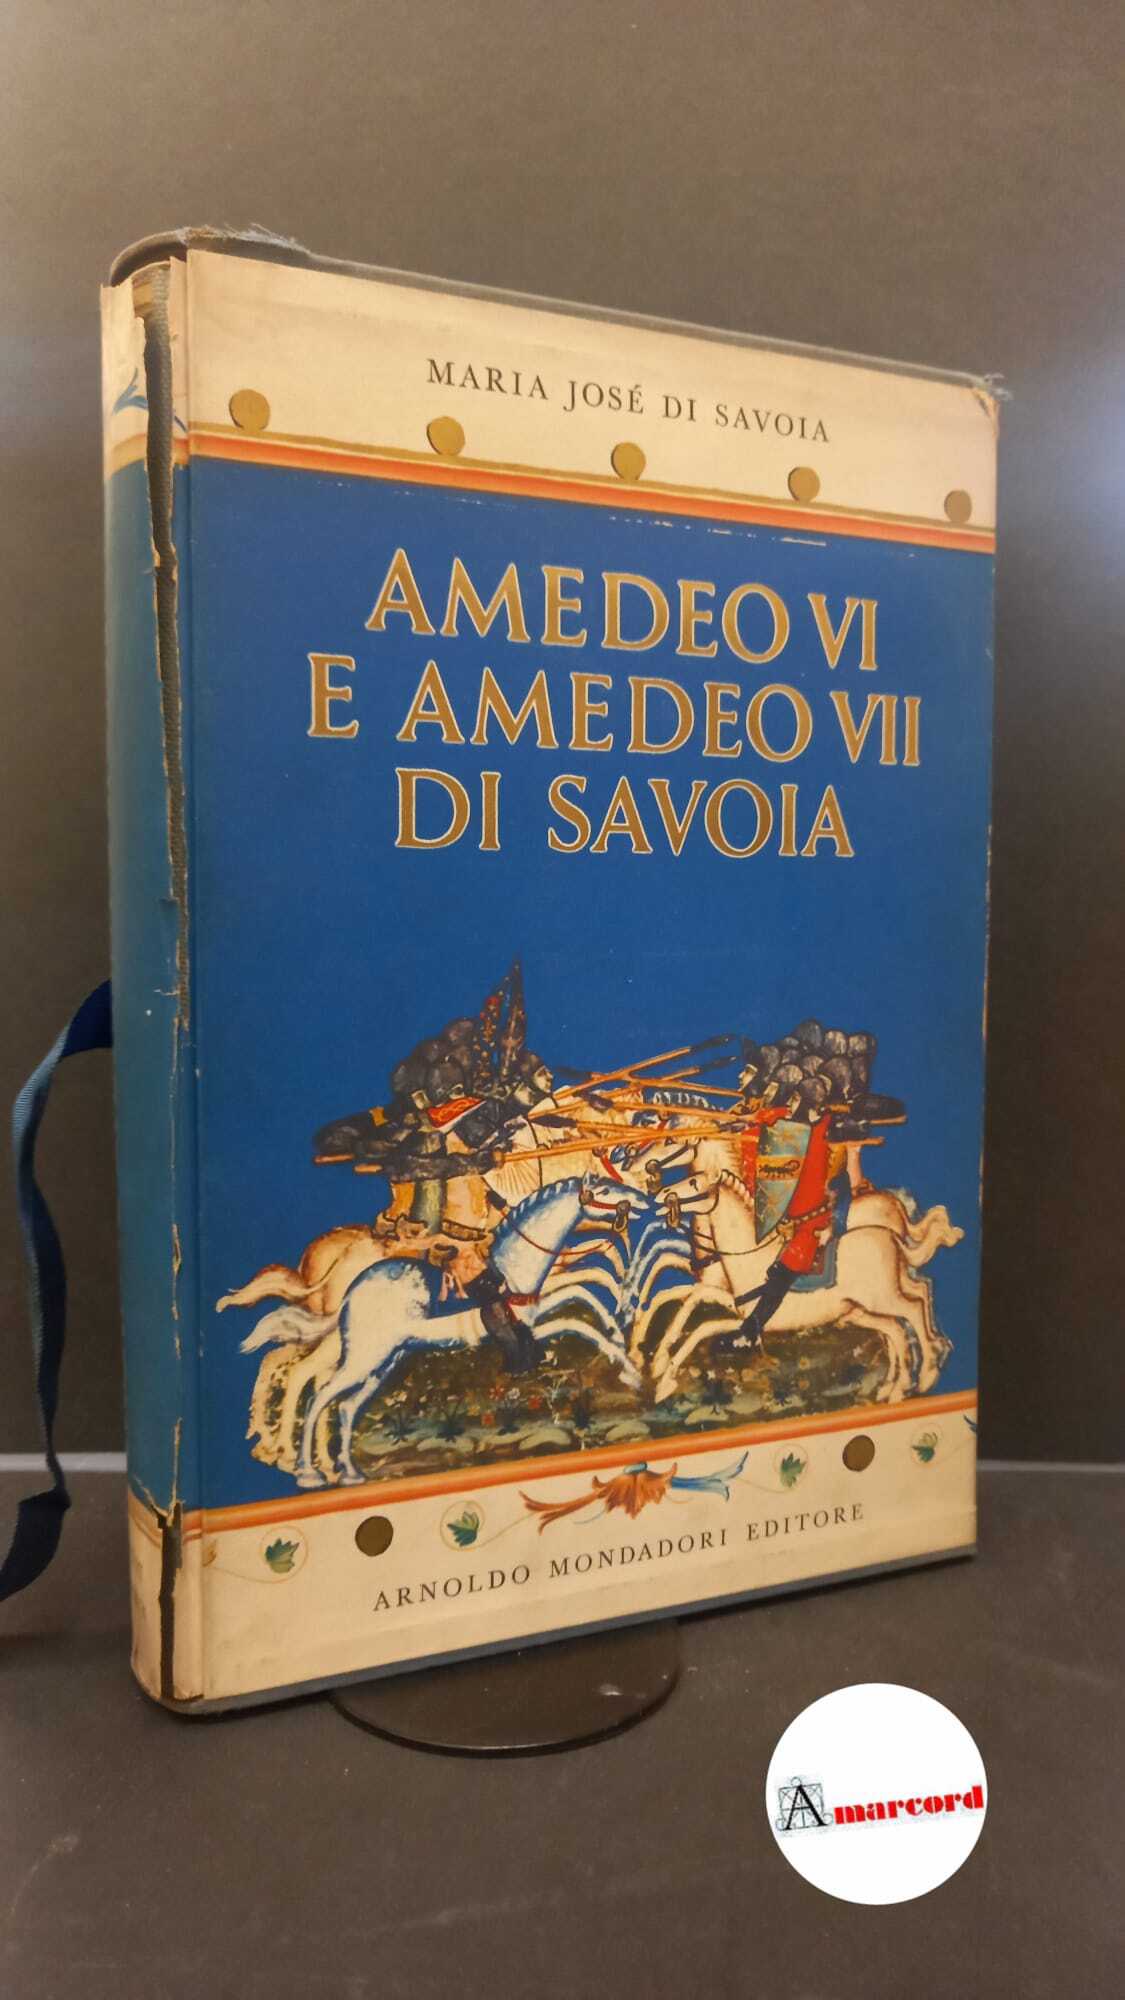 MARIA JOSÉ DI SAVOIA
AMEDEO VI
E AMEDEO VII
DI SAVOIA
ARNOLDO MONDADORI EDITORE
Amarcord